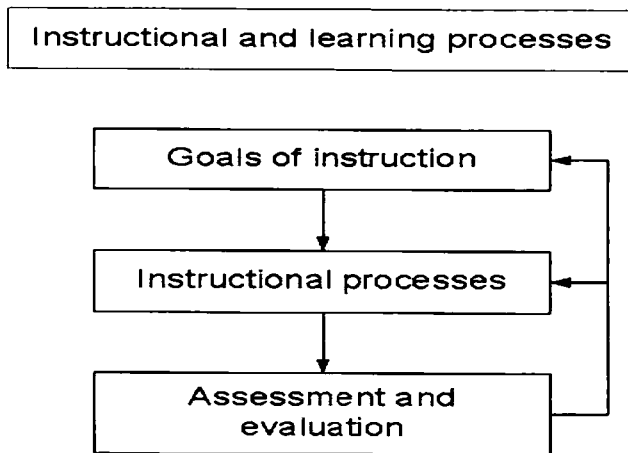 Instructional and learning processes
Goals of instruction
Instructional processes
Assessment and
evaluation